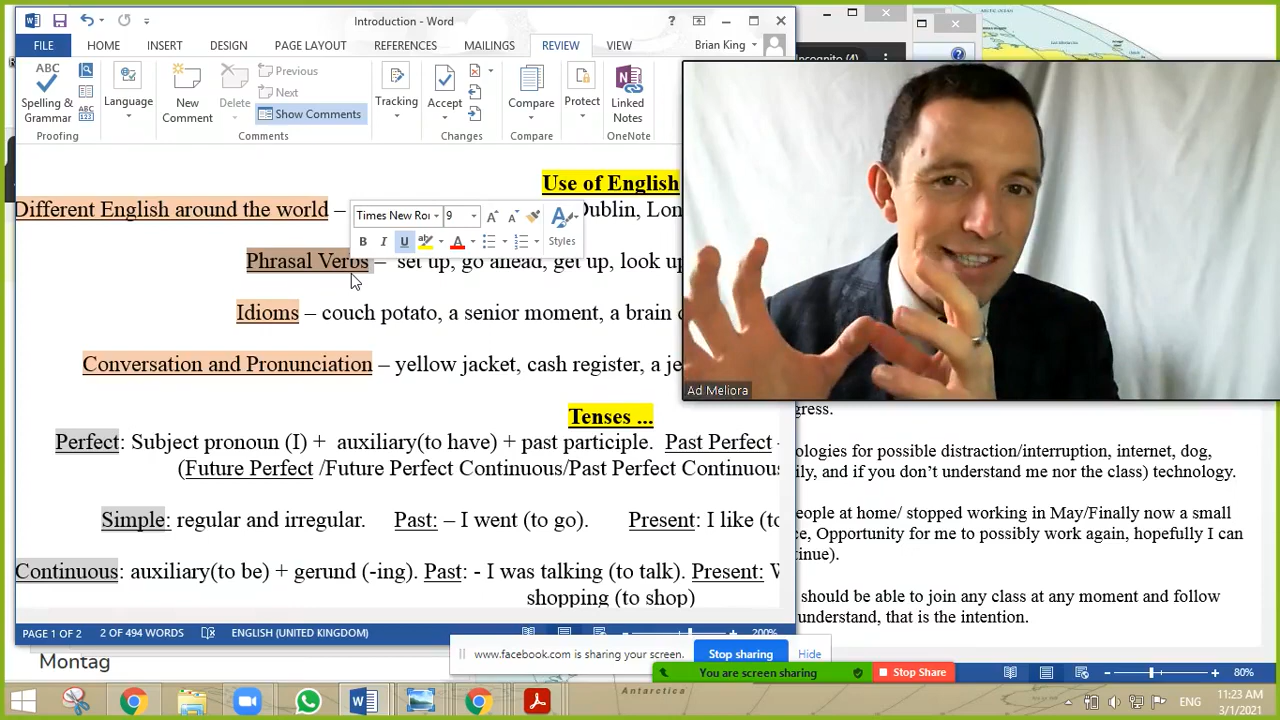 Introduction - Word
FILE HOME INSERT DESIGN PAGE LAYOUT REFERENCES MAILINGS REVIEW VIEW Brian King
ABC
Spelling & Grammar
Proofing
Language
New Comment
Delete
Previous
Next
Show Comments
Comments
Tracking
Accept
Changes
Compare
Compare
Protect
Linked Notes
OneNote
Incognito (4)
ARCTIC OCEAN
Use of English
Different English around the world – Dublin, Lon
Times New Ror 9
B I U Styles
Phrasal Verbs – set up, go ahead, get up, look up
Idioms – couch potato, a senior moment, a brain
Conversation and Pronunciation – yellow jacket, cash register, a je
Tenses ...
Perfect: Subject pronoun (I) + auxiliary(to have) + past participle. Past Perfect -
(Future Perfect /Future Perfect Continuous/Past Perfect Continuous
Simple: regular and irregular. Past: – I went (to go). Present: I like (to
Continuous: auxiliary(to be) + gerund (-ing). Past: - I was talking (to talk). Present: W
shopping (to shop)
PAGE 1 OF 2 2 OF 494 WORDS ENGLISH (UNITED KINGDOM) 200%
Ad Meliora
gress.
ologies for possible distraction/interruption, internet, dog,
ily, and if you don't understand me nor the class) technology.
eople at home/ stopped working in May/Finally now a small
ce, Opportunity for me to possibly work again, hopefully I can
tinue).
should be able to join any class at any moment and follow
understand, that is the intention.
80%
Montag
www.facebook.com is sharing your screen. Stop sharing Hide
You are screen sharing Stop Share
Antarctica
ENG
11:23 AM
3/1/2021